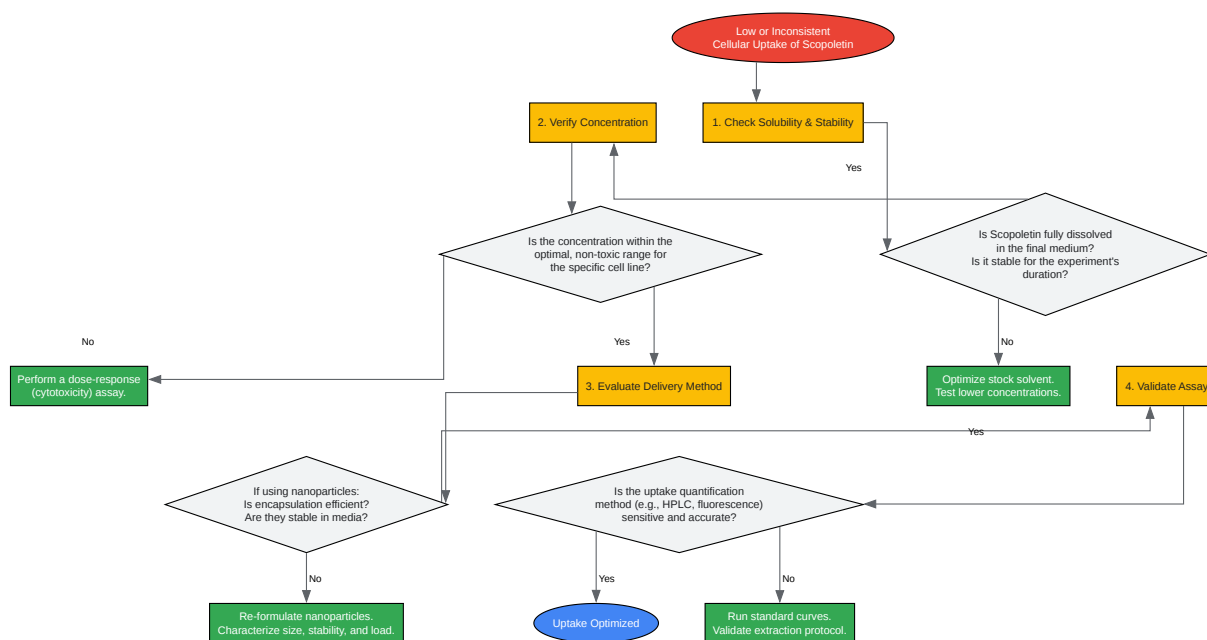 Low or Inconsistent
Cellular Uptake of Scopoletin
2. Verify Concentration
1. Check Solubility & Stability
Yes
Is the concentration within the
optimal, non-toxic range for
the specific cell line?
Is Scopoletin fully dissolved
in the final medium?
Is it stable for the experiment's
duration?
No
Yes
No
Perform a dose-response
(cytotoxicity) assay.
3. Evaluate Delivery Method
Optimize stock solvent.
Test lower concentrations.
4. Validate Assay
Yes
If using nanoparticles:
Is encapsulation efficient?
Are they stable in media?
Is the uptake quantification
method (e.g., HPLC, fluorescence)
sensitive and accurate?
No
Yes
No
Re-formulate nanoparticles.
Characterize size, stability, and load.
Uptake Optimized
Run standard curves.
Validate extraction protocol.